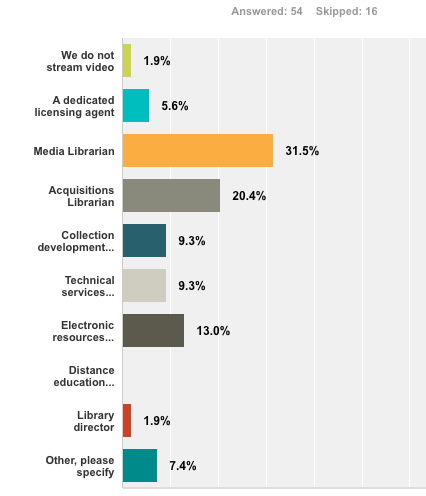 Answered: 54 Skipped: 16
We do not
stream video
1.9%
A dedicated
licensing agent
5.6%
Media Librarian
31.5%
Acquisitions
Librarian
20.4%
Collection
development...
9.3%
Technical
services...
9.3%
Electronic
resources...
13.0%
Distance
education...
Library
director
1.9%
Other, please
specify
7.4%